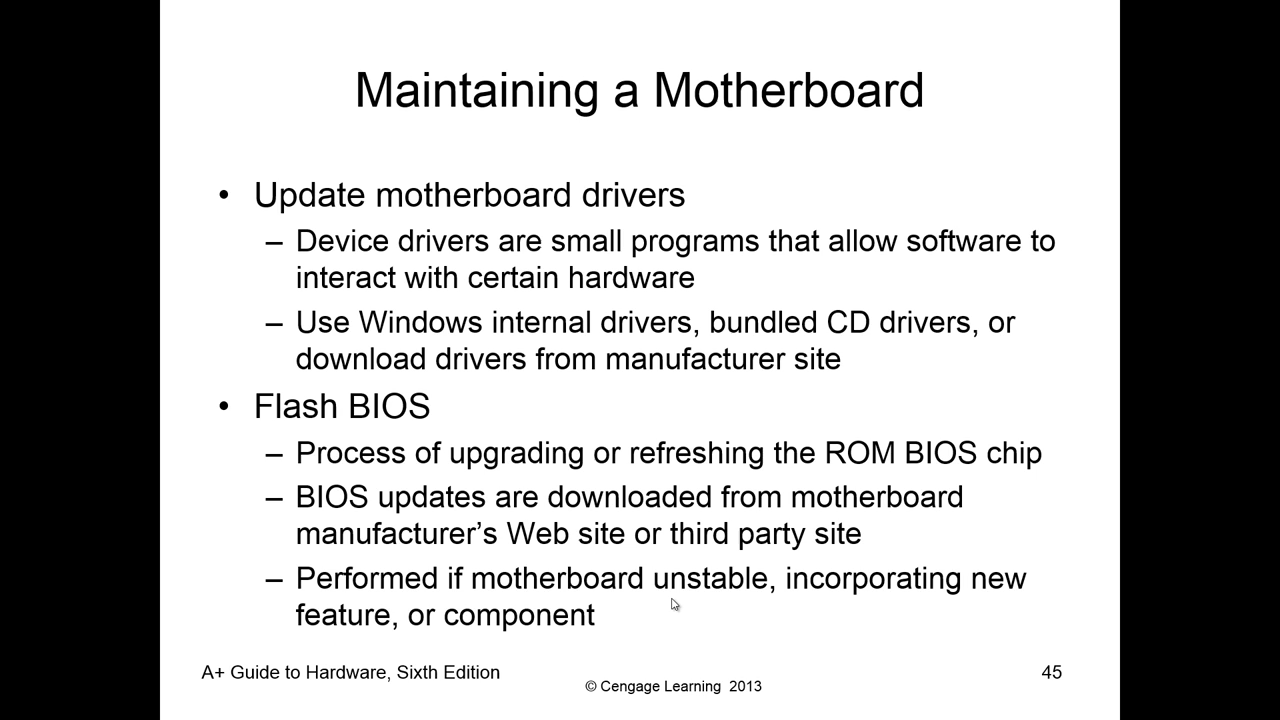 Maintaining a Motherboard
• Update motherboard drivers
– Device drivers are small programs that allow software to
interact with certain hardware
– Use Windows internal drivers, bundled CD drivers, or
download drivers from manufacturer site
• Flash BIOS
– Process of upgrading or refreshing the ROM BIOS chip
– BIOS updates are downloaded from motherboard
manufacturer’s Web site or third party site
– Performed if motherboard unstable, incorporating new
feature, or component
A+ Guide to Hardware, Sixth Edition
© Cengage Learning 2013
45